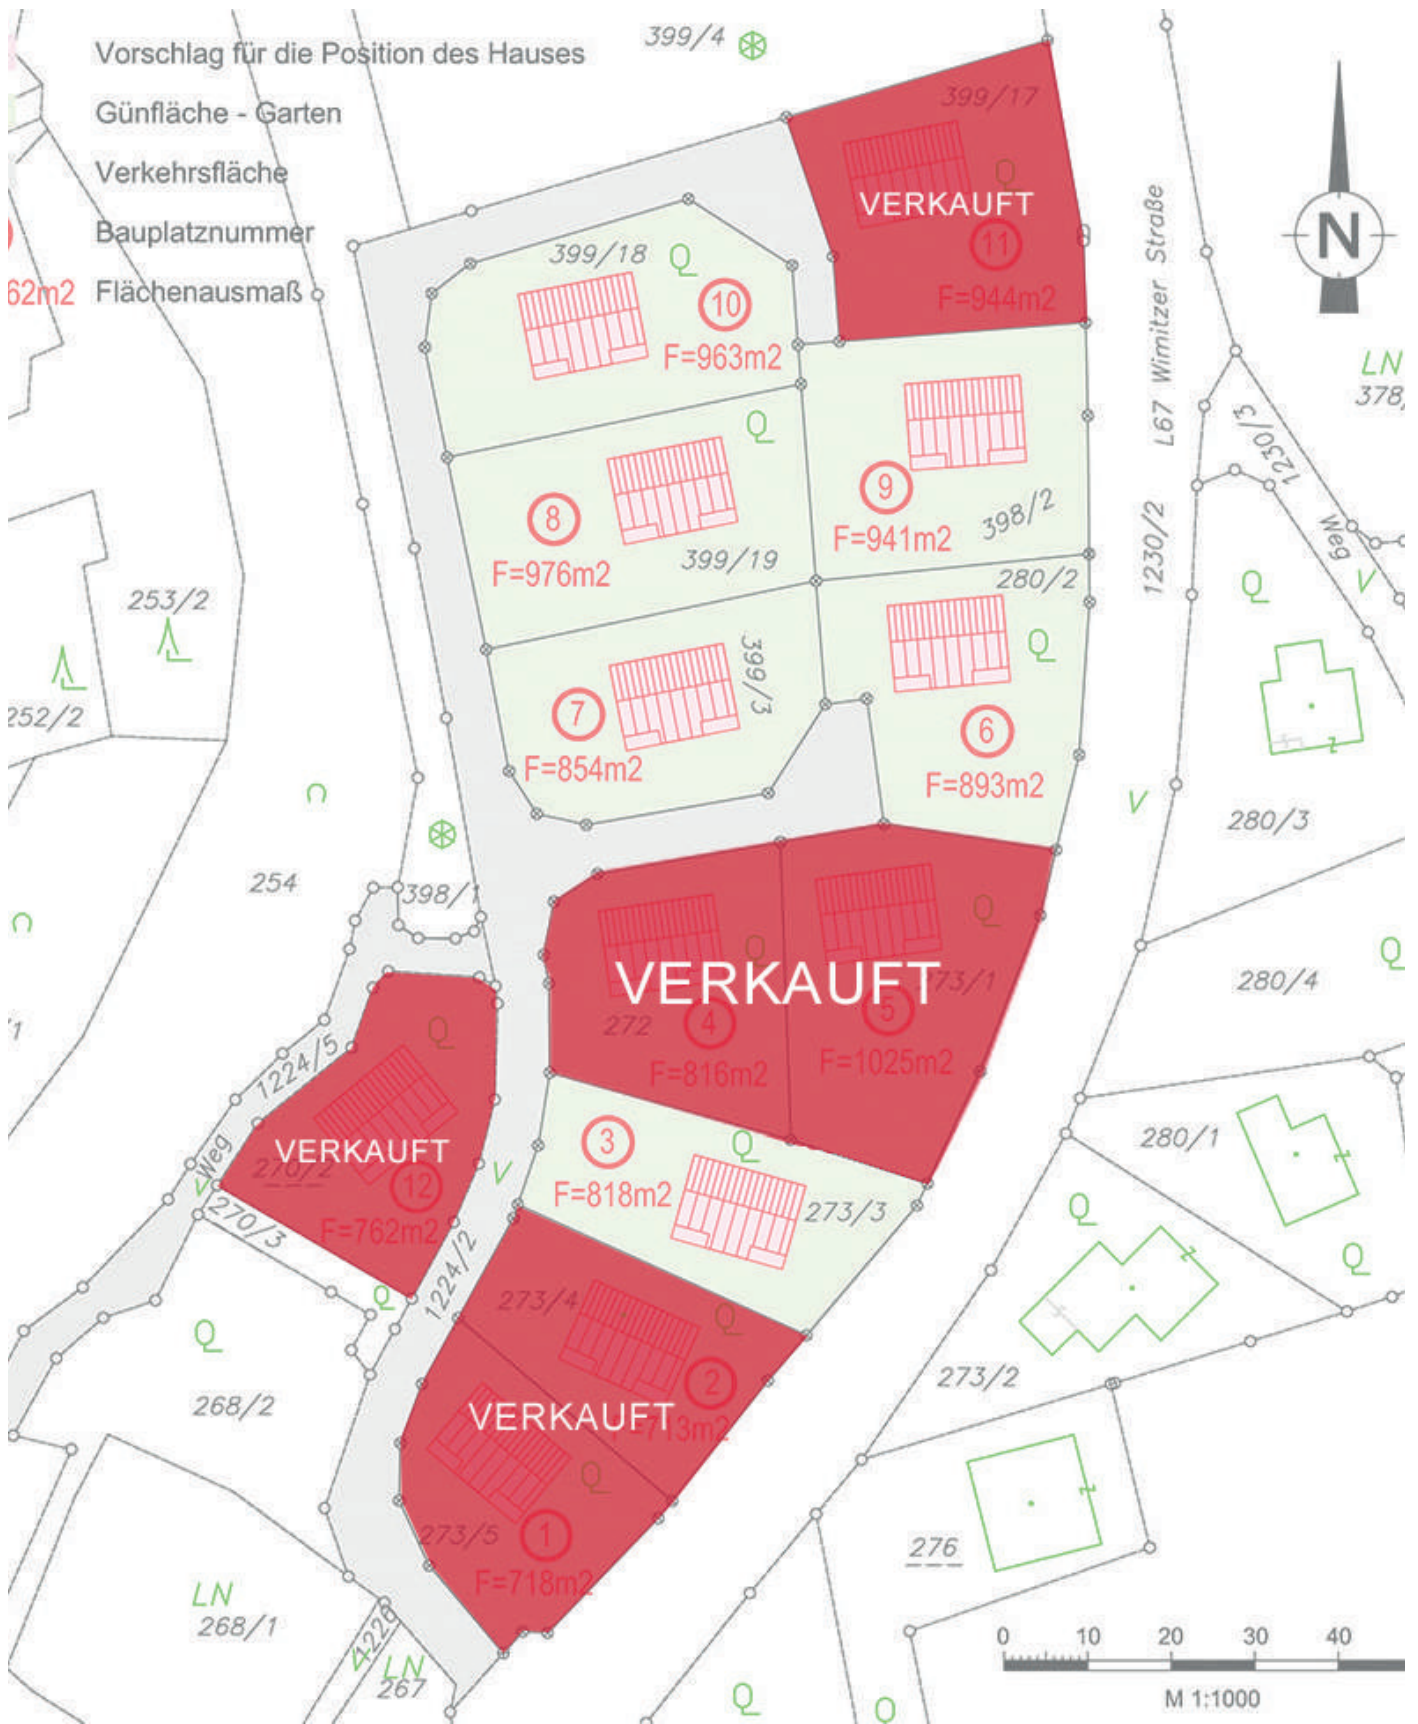 399/4
Vorschlag für die Position des Hauses
Günfläche - Garten
Verkehrsfläche
Bauplatznummer
62m2 Flächenausmaß
399/17
Q
VERKAUFT
11
F=944m2
N
L67 Wimitzer Straße
1230/2
399/18
Q
10
F=963m2
LN
378/
1230/3
Weg
V
Q
8
F=976m2
399/19
9
F=941m2
398/2
280/2
Q
6
F=893m2
7
F=854m2
399/3
253/2
252/2
Q
280/3
V
254
398/1
Q
Q
VERKAUFT
272
4
F=816m2
5
273/1
F=1025m2
280/4
Q
1224/5
Weg
V
Q
VERKAUFT
270/2
12
F=762m2
270/3
Q
V
1224/2
3
F=818m2
Q
273/3
280/1
Q
Q
273/4
Q
2
VERKAUFT
F=713m2
Q
273/5
1
F=718m2
Q
268/2
273/2
276
LN
268/1
1226
LN
267
Q
Q
0 10 20 30 40
M 1:1000